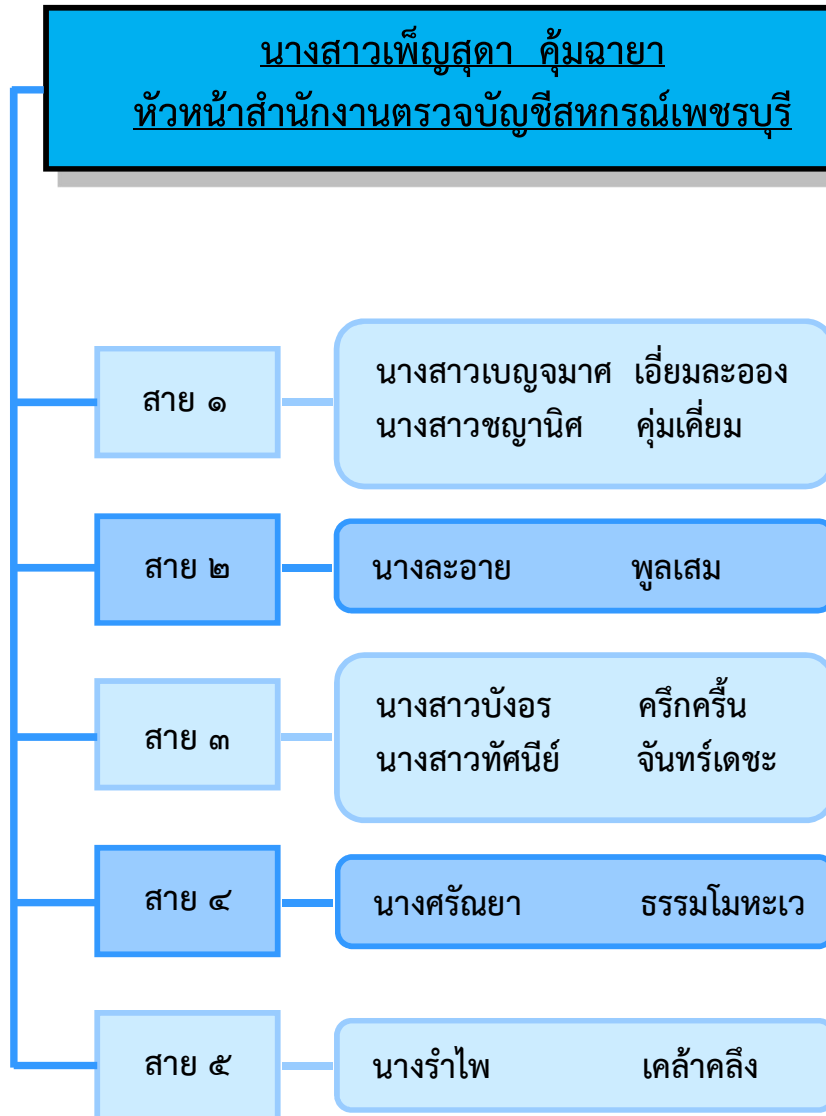 นางสาวเพ็ญสุดา คุ้มฉายา
หัวหน้าสำนักงานตรวจบัญชีสหกรณ์เพชรบุรี
สาย ๑
นางสาวเบญจมาศ เอี่ยมละออง
นางสาวชญานิศ คุ่มเคี่ยม
สาย ๒
นางละอาย พูลเสม
สาย ๓
นางสาวบังอร ครึกครื้น
นางสาวทัศนีย์ จันทร์เดชะ
สาย ๔
นางศรัณยา ธรรมโมหะเว
สาย ๕
นางรำไพ เคล้าคลึง